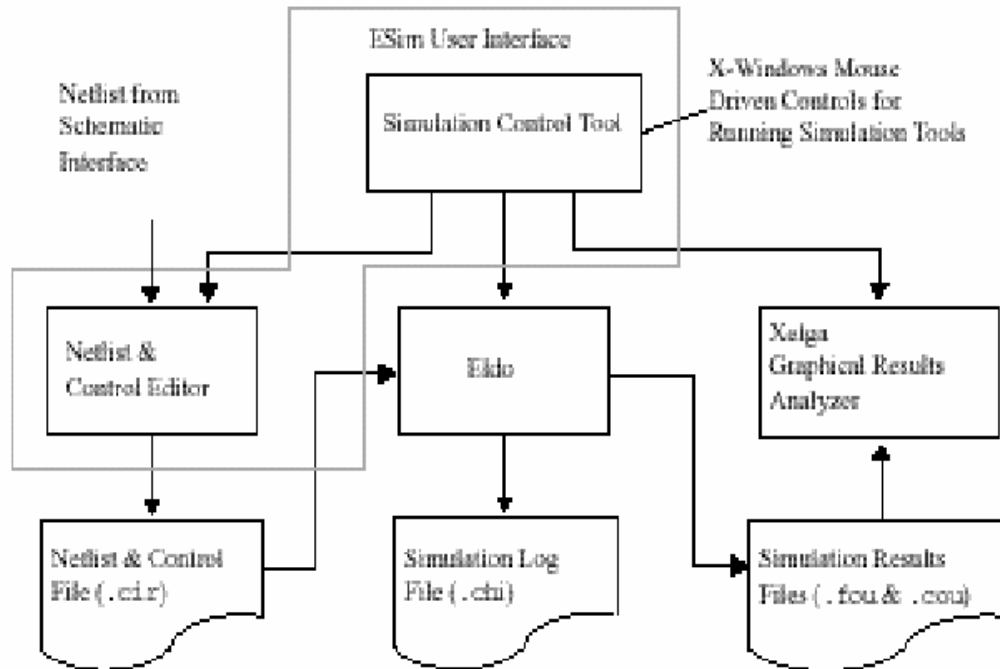 ESim User Interface
Netlist from
Schematic
Interface
Simulation Control Tool
X-Windows Mouse
Driven Controls for
Running Simulation Tools
Netlist &
Control Editor
Eldo
Xelga
Graphical Results
Analyzer
Netlist & Control
File (.cir)
Simulation Log
File (.chi)
Simulation Results
Files (.fou & .cou)